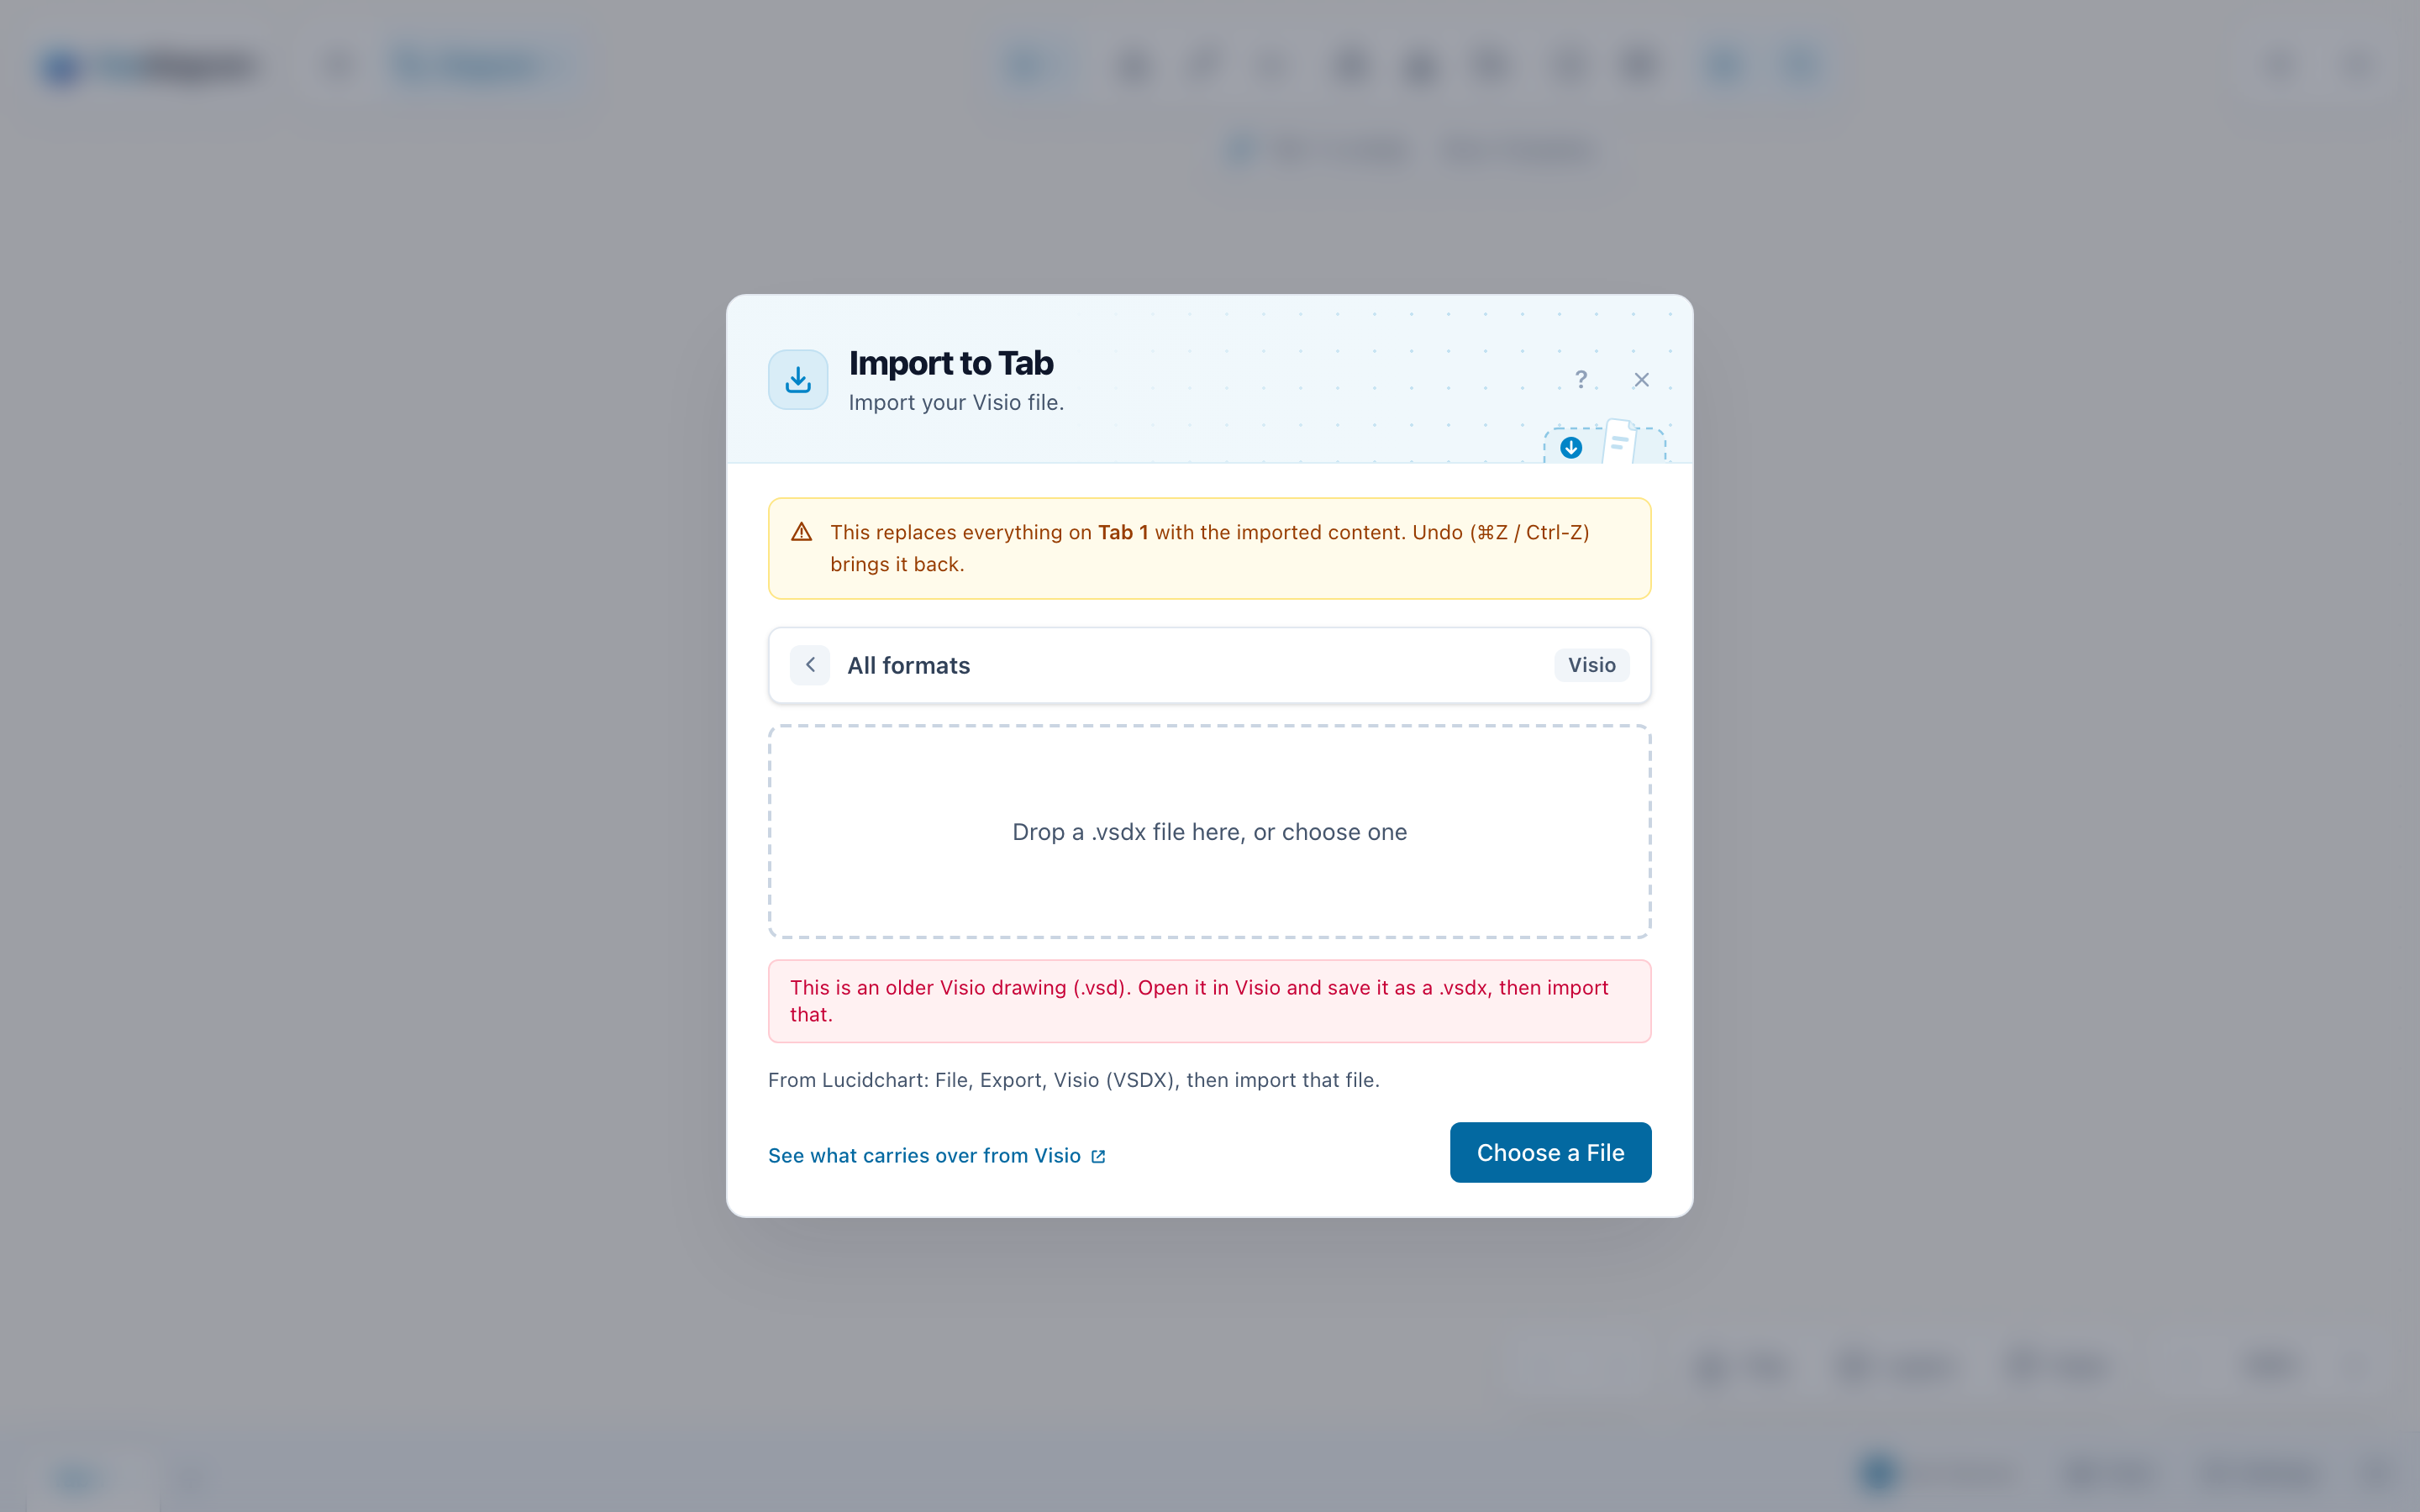 Import to Tab
Import your Visio file.
?
This replaces everything on Tab 1 with the imported content. Undo (⌘Z / Ctrl-Z)
brings it back.
All formats
Visio
Drop a .vsdx file here, or choose one
This is an older Visio drawing (.vsd). Open it in Visio and save it as a .vsdx, then import
that.
From Lucidchart: File, Export, Visio (VSDX), then import that file.
See what carries over from Visio
Choose a File